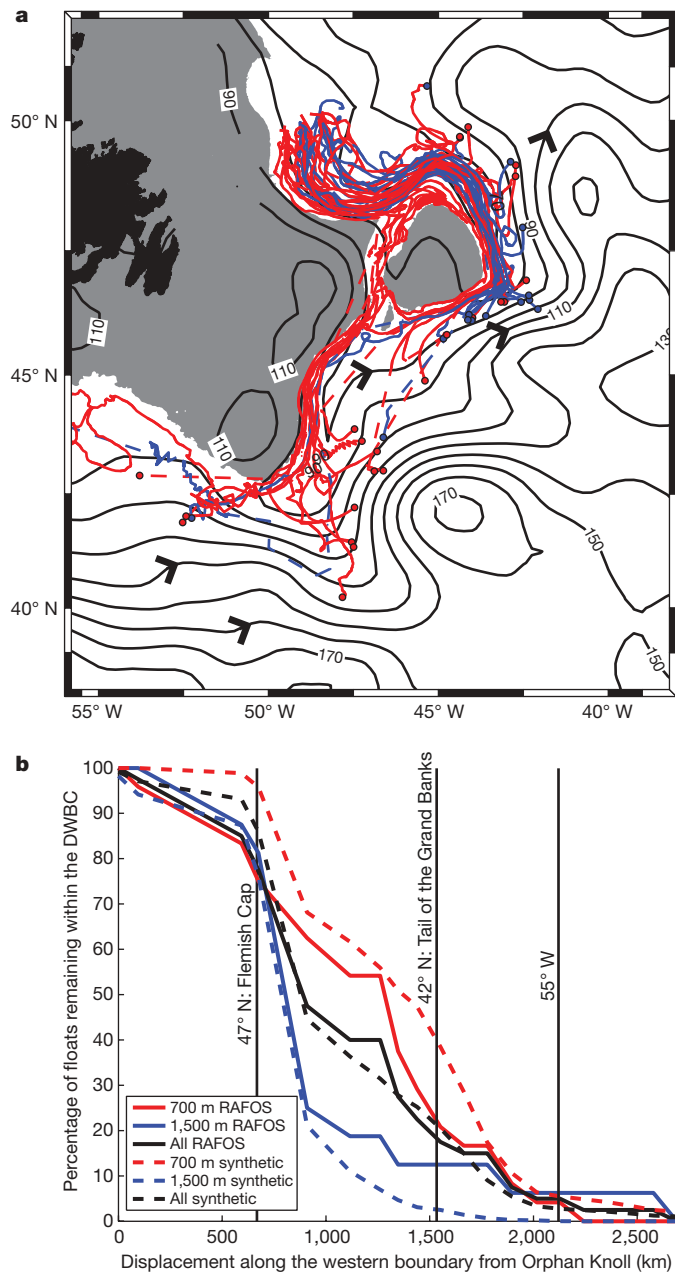 a
50° N
45° N
40° N
55° W
50° W
45° W
40° W
90
70
90
110
110
110
130
110
90
90
170
150
170
150
b
100
90
80
70
60
50
40
30
20
10
0
0
500
1,000
1,500
2,000
2,500
Percentage of floats remaining within the DWBC
Displacement along the western boundary from Orphan Knoll (km)
47° N: Flemish Cap
42° N: Tail of the Grand Banks
55° W
700 m RAFOS
1,500 m RAFOS
All RAFOS
700 m synthetic
1,500 m synthetic
All synthetic